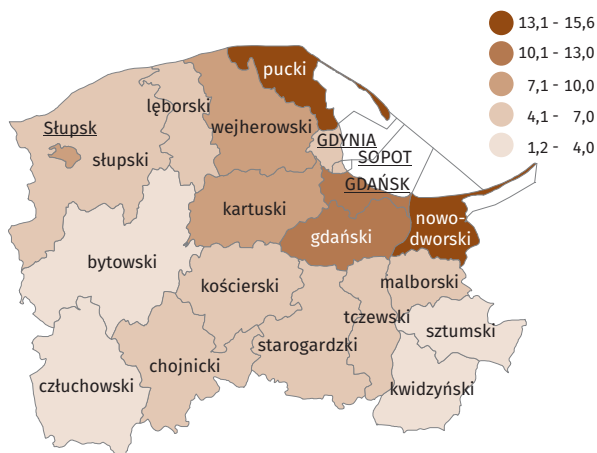 13,1 - 15,6
10,1 - 13,0
7,1 - 10,0
4,1 - 7,0
1,2 - 4,0
pucki
lęborski
wejherowski
Słupsk
słupski
GDYNIA
SOPOT
GDAŃSK
kartuski
gdański
nowo-
dworski
bytowski
kościerski
malborski
tczewski
sztumski
starogardzki
chojnicki
człuchowski
kwidzyński